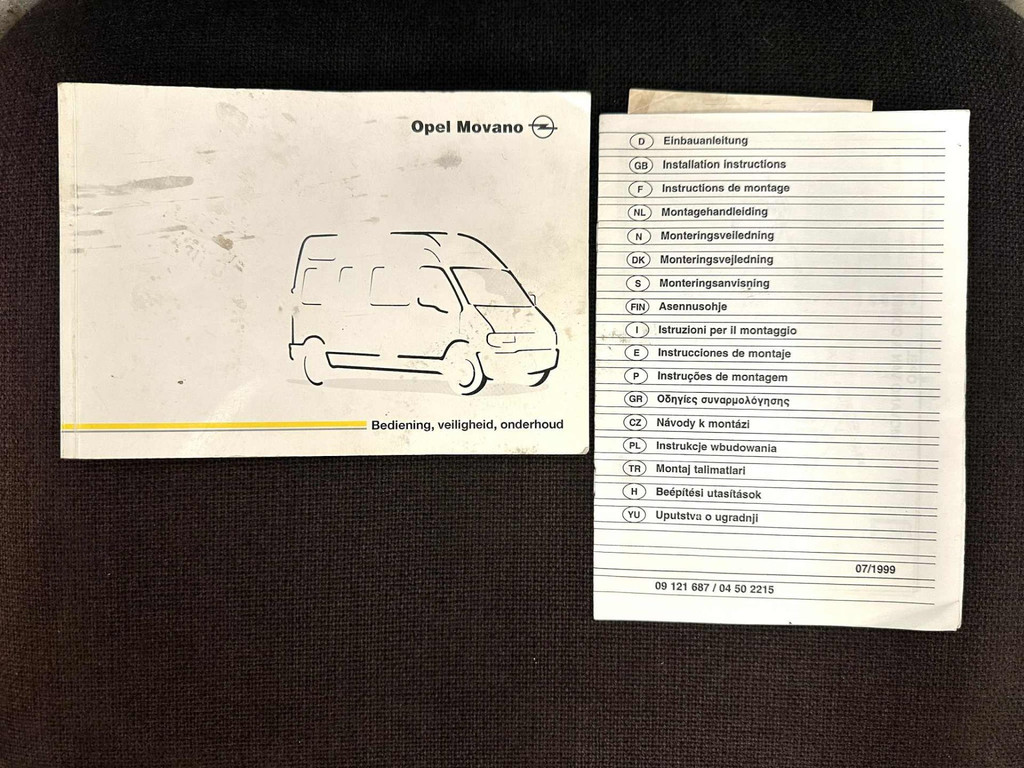 Opel Movano
Bediening, veiligheid, onderhoud
D Einbauanleitung
GB Installation instructions
F Instructions de montage
NL Montagehandleiding
N Monteringsveiledning
DK Monteringsvejledning
S Monteringsanvisning
FIN Asennusohje
I Istruzioni per il montaggio
E Instrucciones de montaje
P Instruções de montagem
GR Οδηγίες συναρμολόγησης
CZ Návody k montázi
PL Instrukcje wbudowania
TR Montaj talimatlari
H Beépítési utasítások
YU Uputstva o ugradnji
07/1999
09 121 687 / 04 50 2215